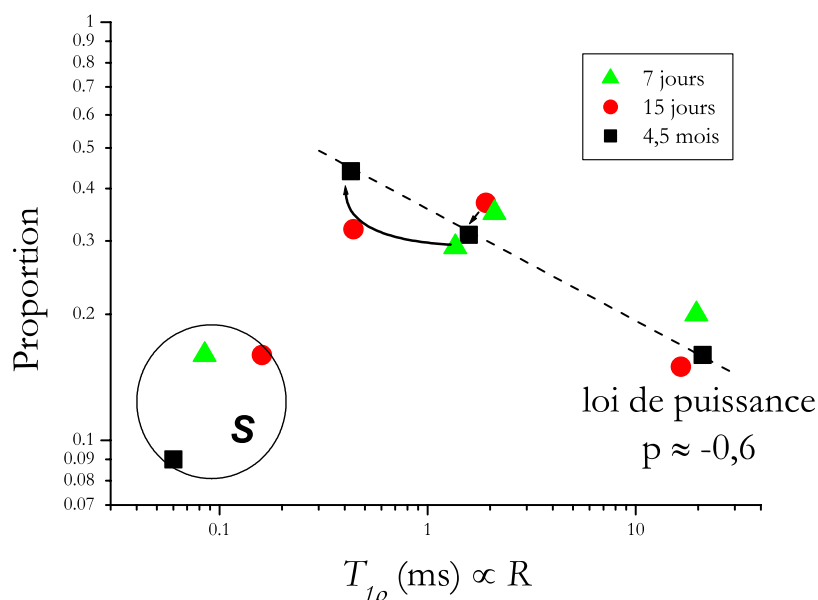 Proportion
1
0.9
0.8
0.7
0.6
0.5
0.4
0.3
0.2
0.1
0.09
0.08
0.07
7 jours
15 jours
4,5 mois
S
loi de puissance
p ≈ -0,6
0.1
1
10
T1ρ (ms) ∝ R